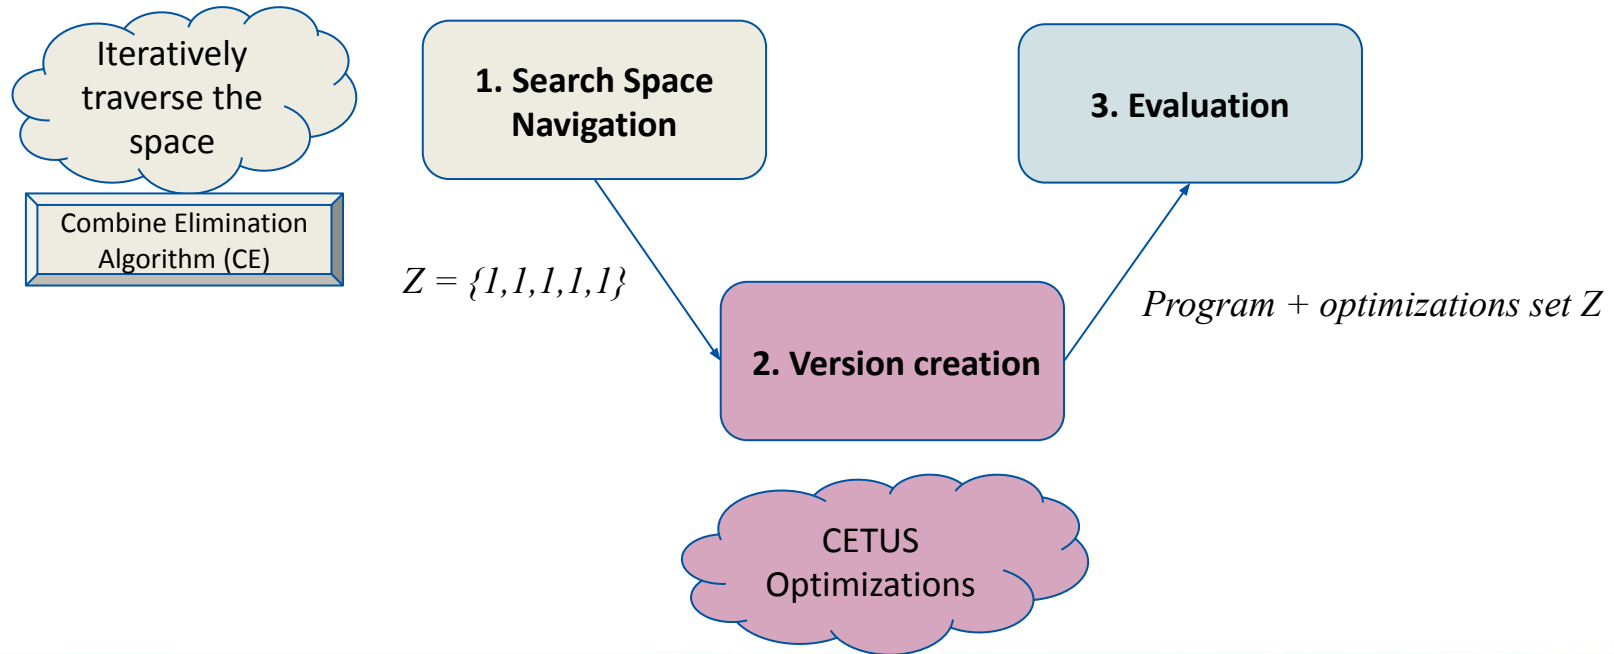 Iteratively
traverse the
space
Combine Elimination
Algorithm (CE)
1. Search Space
Navigation
Z = {1,1,1,1,1}
2. Version creation
CETUS
Optimizations
3. Evaluation
Program + optimizations set Z